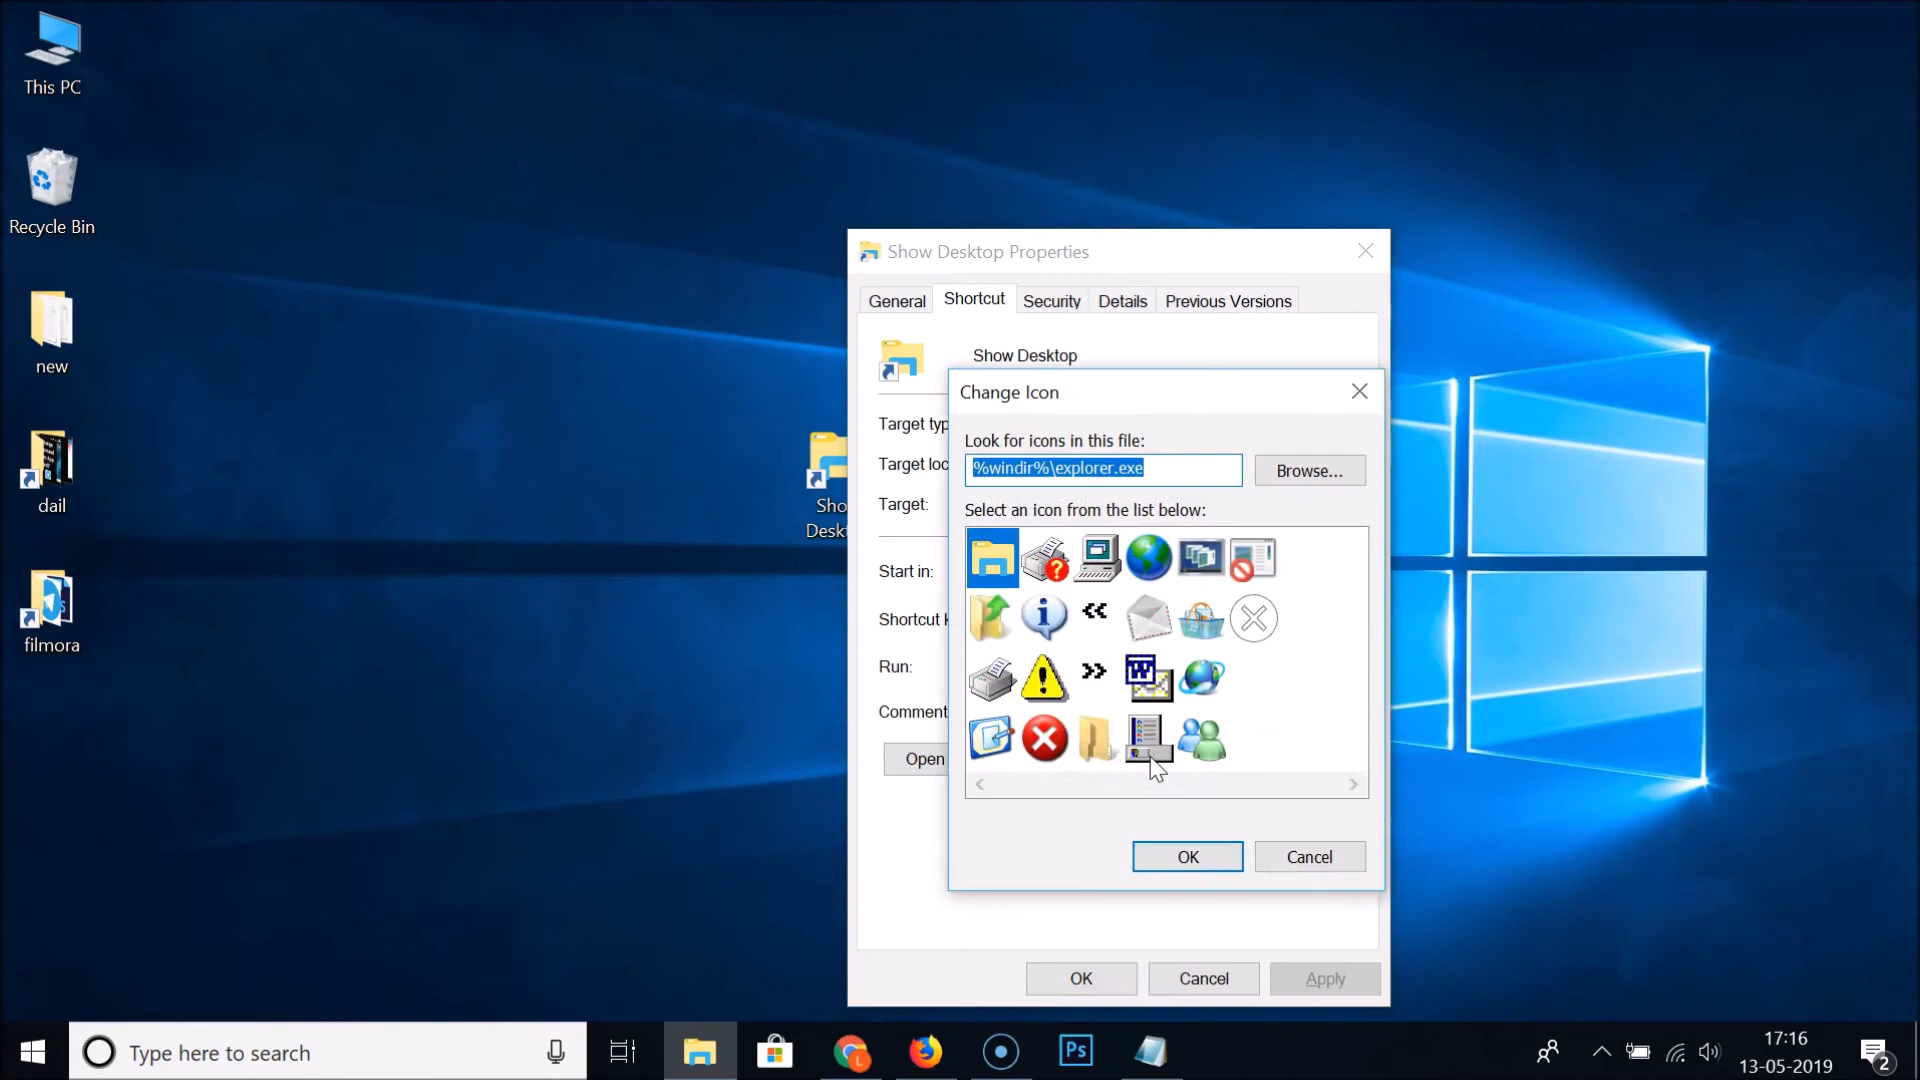 This PC
Recycle Bin
new
dail
filmora
Sho
Deskt
Show Desktop Properties
General
Shortcut
Security
Details
Previous Versions
Show Desktop
Target typ
Target loc
Target:
Start in:
Shortcut k
Run:
Comment
Open
Change Icon
Look for icons in this file:
%windir%\explorer.exe
Browse...
Select an icon from the list below:
OK
Cancel
OK
Cancel
Apply
Type here to search
L
Ps
17:16
13-05-2019
2